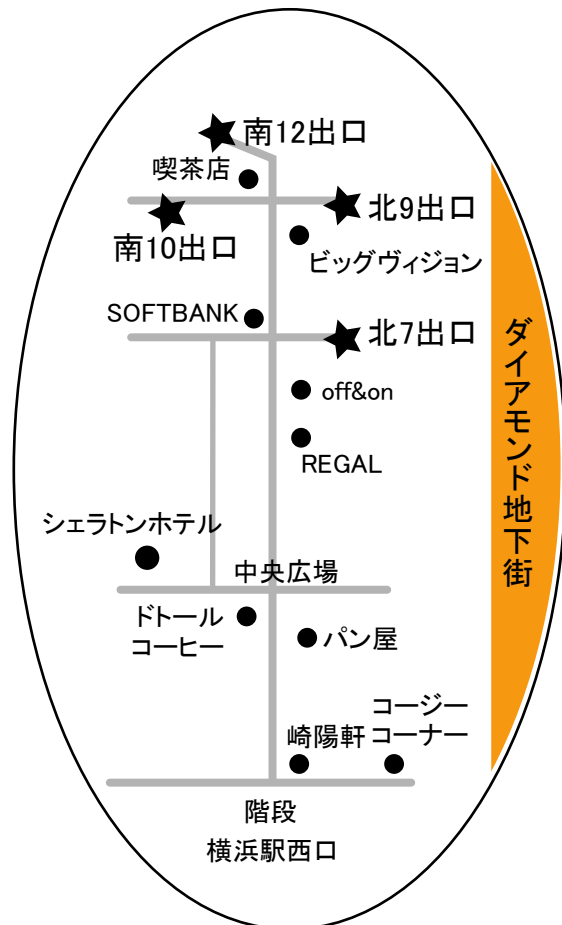 南12出口
喫茶店
北9出口
南10出口
ビッグヴィジョン
SOFTBANK
北7出口
off&on
REGAL
シェラトンホテル
中央広場
ドトール
コーヒー
パン屋
コージー
コーナー
崎陽軒
階段
横浜駅西口
ダイアモンド地下街